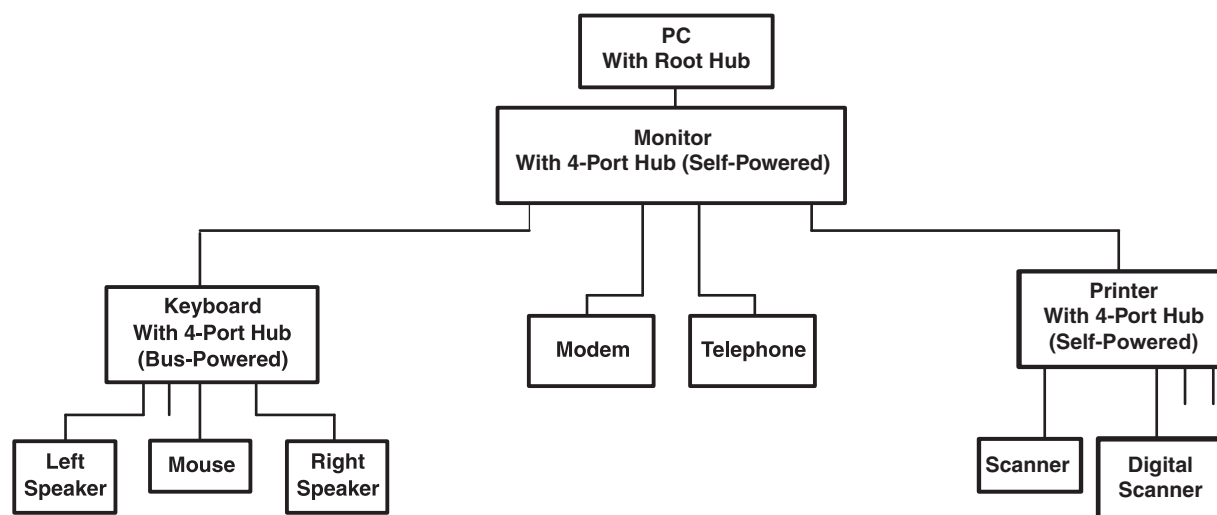 PC
With Root Hub
Monitor
With 4-Port Hub (Self-Powered)
Keyboard
With 4-Port Hub
(Bus-Powered)
Modem
Telephone
Printer
With 4-Port Hub
(Self-Powered)
Left
Speaker
Mouse
Right
Speaker
Scanner
Digital
Scanner